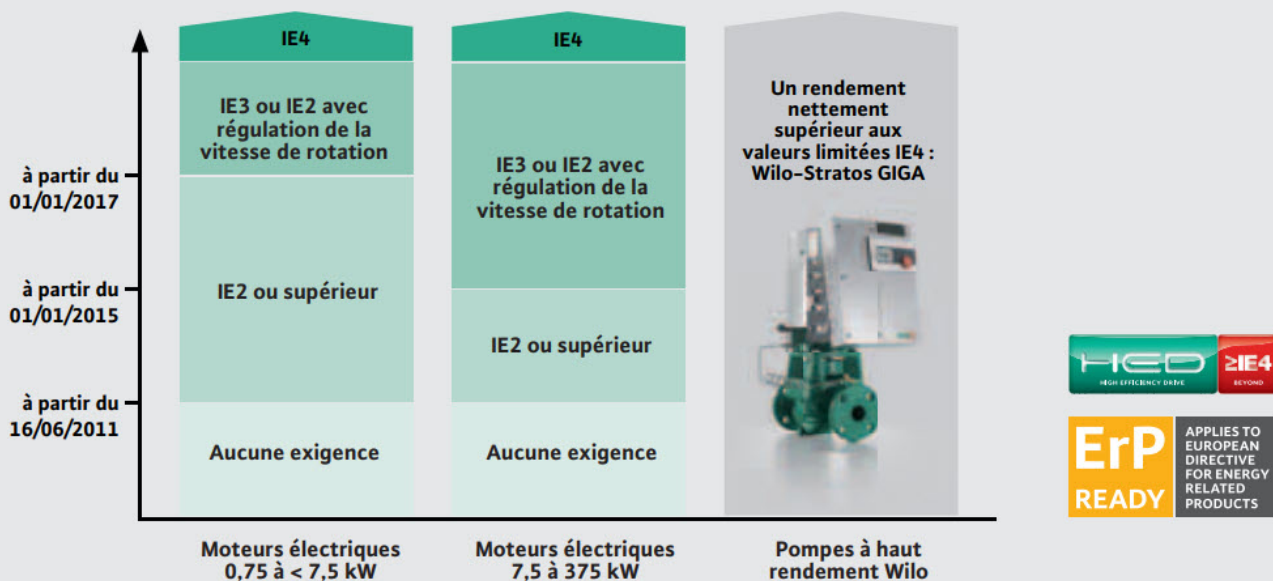 IE4
IE3 ou IE2 avec
régulation de la
vitesse de rotation
IE2 ou supérieur
Aucune exigence
IE4
IE3 ou IE2 avec
régulation de la
vitesse de rotation
IE2 ou supérieur
Aucune exigence
Un rendement
nettement
supérieur aux
valeurs limitées IE4 :
Wilo-Stratos GIGA
à partir du
01/01/2017
à partir du
01/01/2015
à partir du
16/06/2011
Moteurs électriques
0,75 à < 7,5 kW
Moteurs électriques
7,5 à 375 kW
Pompes à haut
rendement Wilo
HED
HIGH EFFICIENCY DRIVE
≥IE4
BEYOND
ErP
READY
APPLIES TO
EUROPEAN
DIRECTIVE
FOR ENERGY
RELATED
PRODUCTS